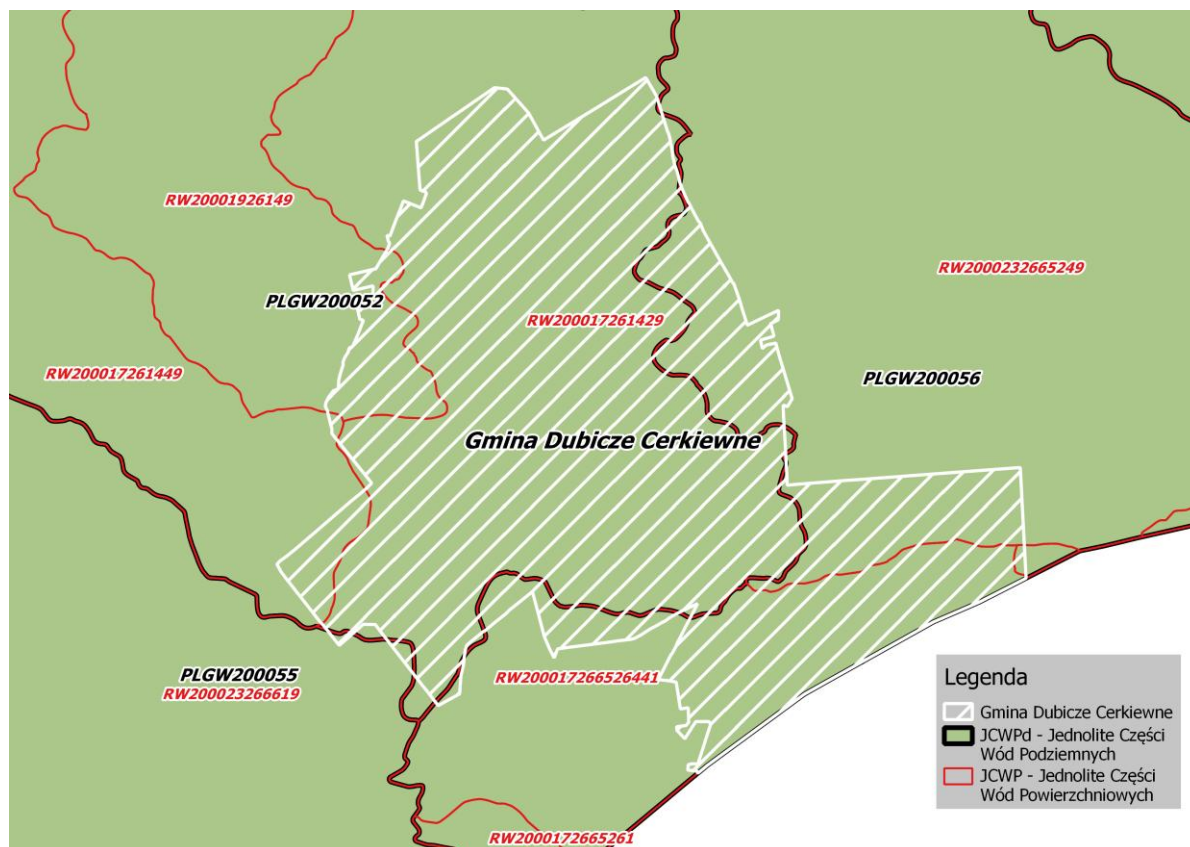 RW20001926149
RW2000232665249
PLGW200052
RW200017261429
RW200017261449
PLGW200056
Gmina Dubicze Cerkiewne
PLGW200055
RW200023266619
RW200017266526441
RW2000172665261
Legenda
Gmina Dubicze Cerkiewne
JCWPd - Jednolite Części
Wód Podziemnych
JCWP - Jednolite Części
Wód Powierzchniowych